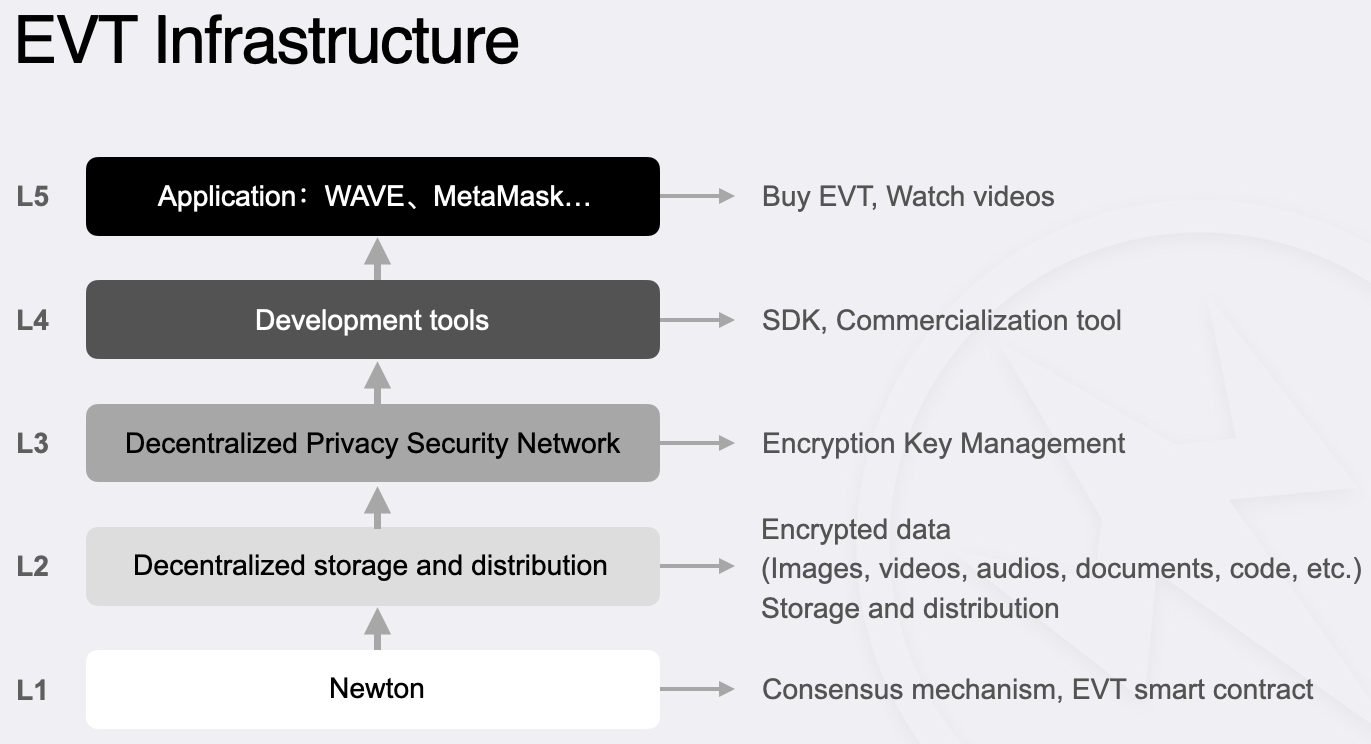 EVT Infrastructure
L5
Application：WAVE、MetaMask…
Buy EVT, Watch videos
L4
Development tools
SDK, Commercialization tool
L3
Decentralized Privacy Security Network
Encryption Key Management
L2
Decentralized storage and distribution
Encrypted data
(Images, videos, audios, documents, code, etc.)
Storage and distribution
L1
Newton
Consensus mechanism, EVT smart contract